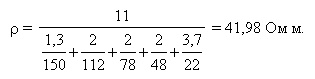 ρ = 11 / (1,3/150 + 2/112 + 2/78 + 2/48 + 3,7/22) = 41,98 Ом м.